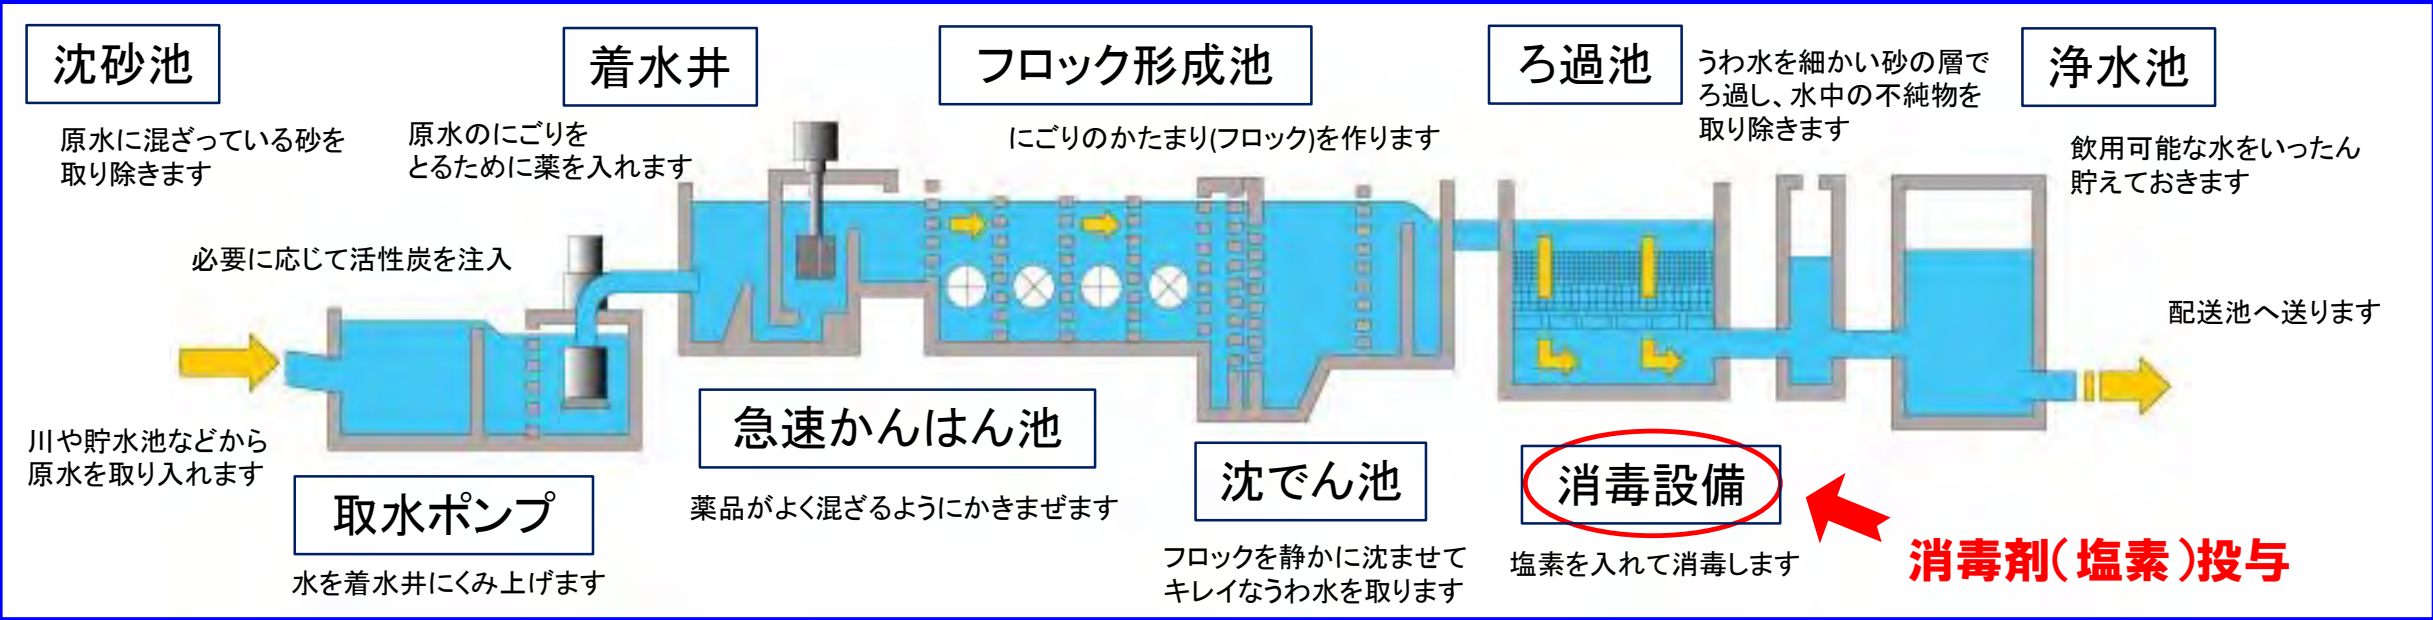 沈砂池
原水に混ざっている砂を
取り除きます
着水井
原水のにごりを
とるために薬を入れます
フロック形成池
にごりのかたまり(フロック)を作ります
ろ過池
うわ水を細かい砂の層で
ろ過し、水中の不純物を
取り除きます
浄水池
飲用可能な水をいったん
貯えておきます
必要に応じて活性炭を注入
配送池へ送ります
川や貯水池などから
原水を取り入れます
取水ポンプ
水を着水井にくみ上げます
急速かんはん池
薬品がよく混ざるようにかきまぜます
沈でん池
フロックを静かに沈ませて
キレイなうわ水を取ります
消毒設備
塩素を入れて消毒します
消毒剤(塩素)投与